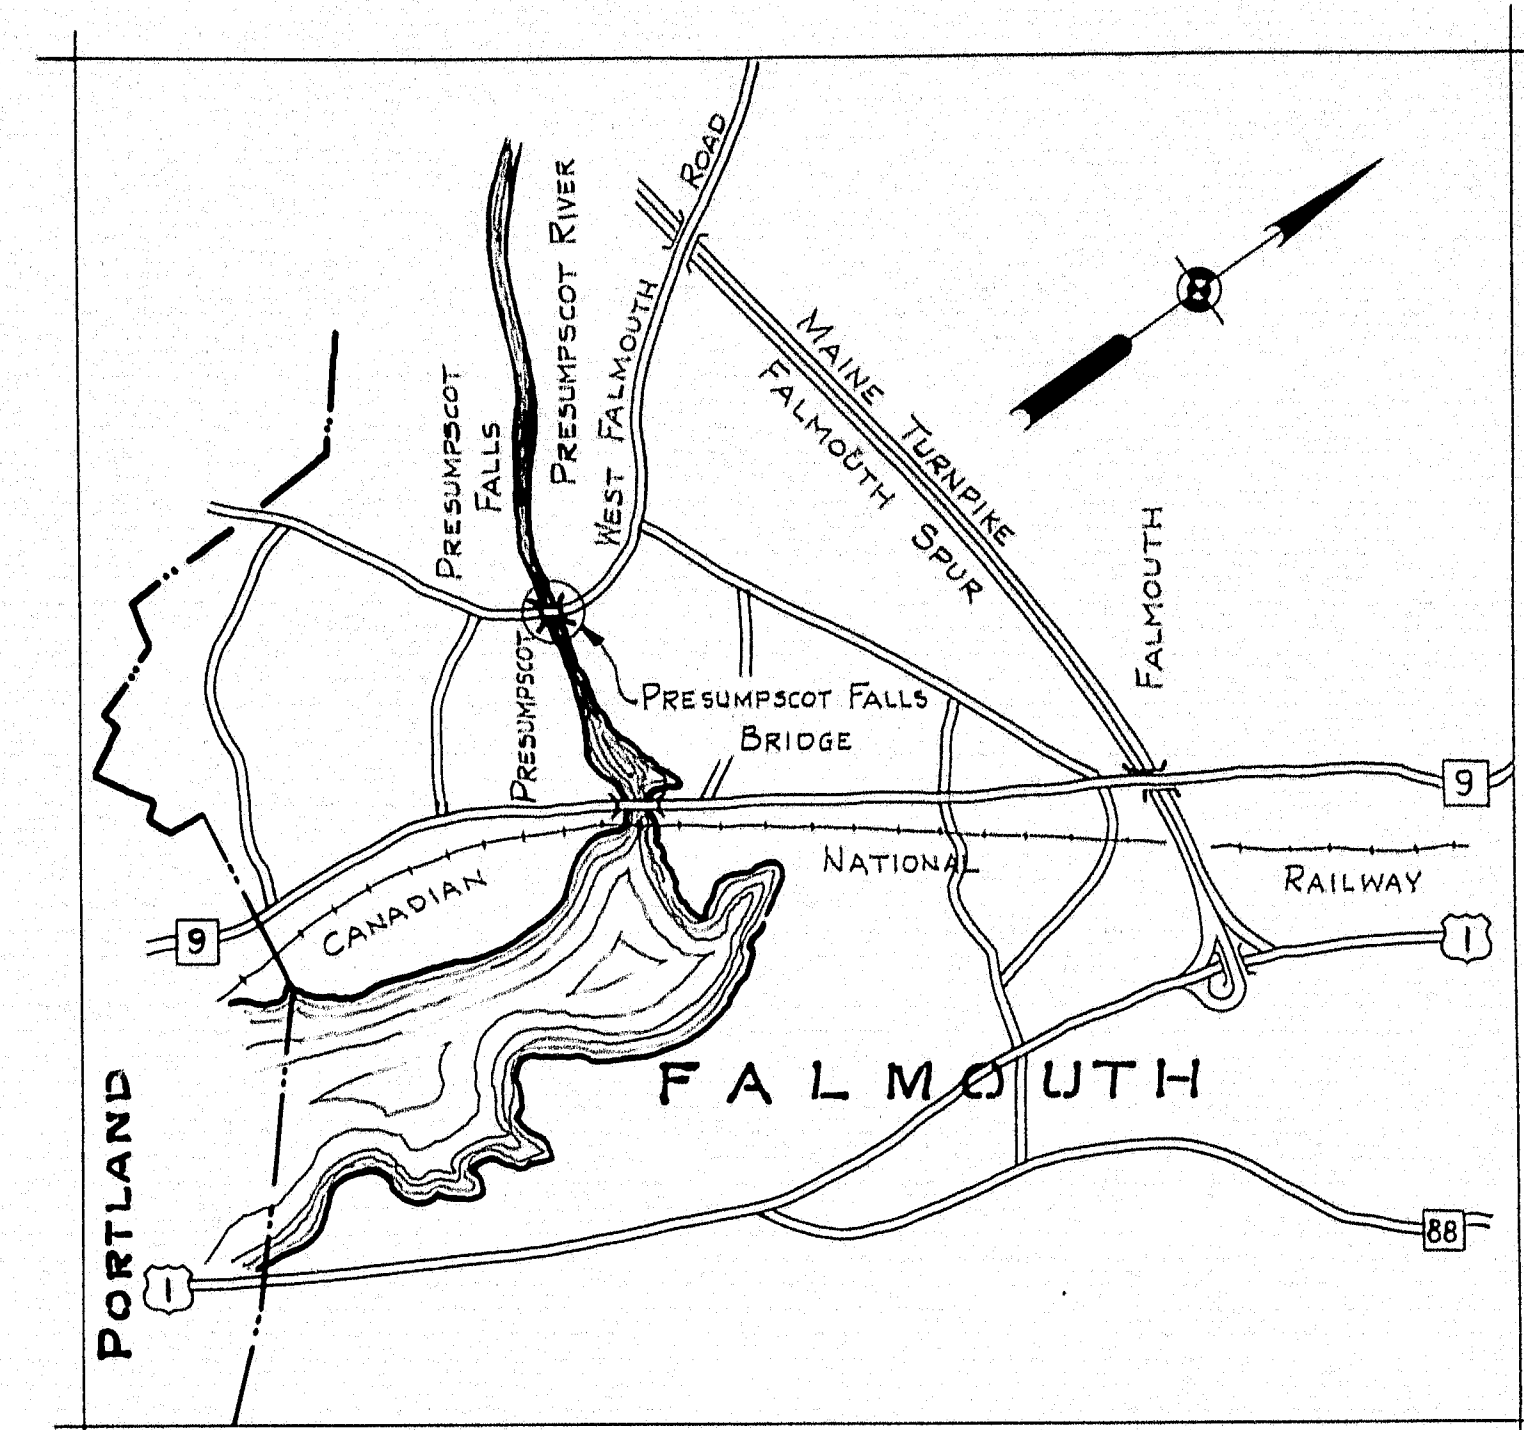 ROAD
PRESUMPSCOT RIVER
WEST FALMOUTH
PRESUMPSCOT
FALLS
MAINE TURNPIKE
FALMOUTH SPUR
FALMOUTH
PRESUMPSCOT
PRESUMPSCOT FALLS
BRIDGE
9
NATIONAL
RAILWAY
CANADIAN
9
1
FALMOUTH
PORTLAND
88
1